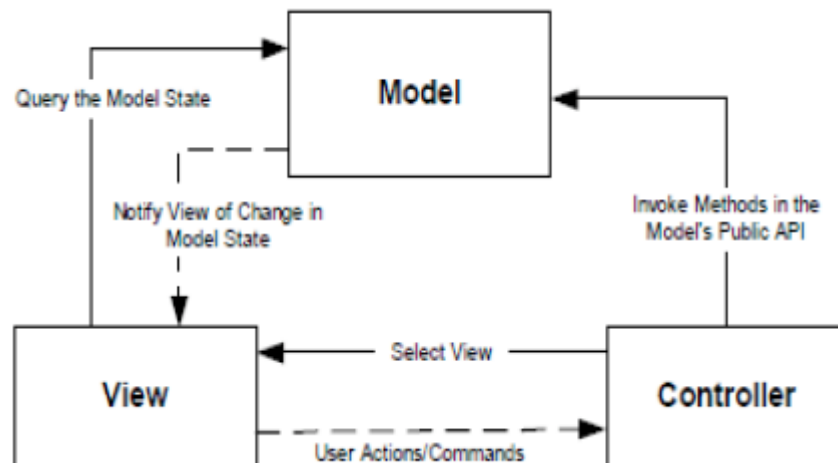 Model
Query the Model State
Notify View of Change in
Model State
Invoke Methods in the
Model's Public API
Select View
View
Controller
User Actions/Commands